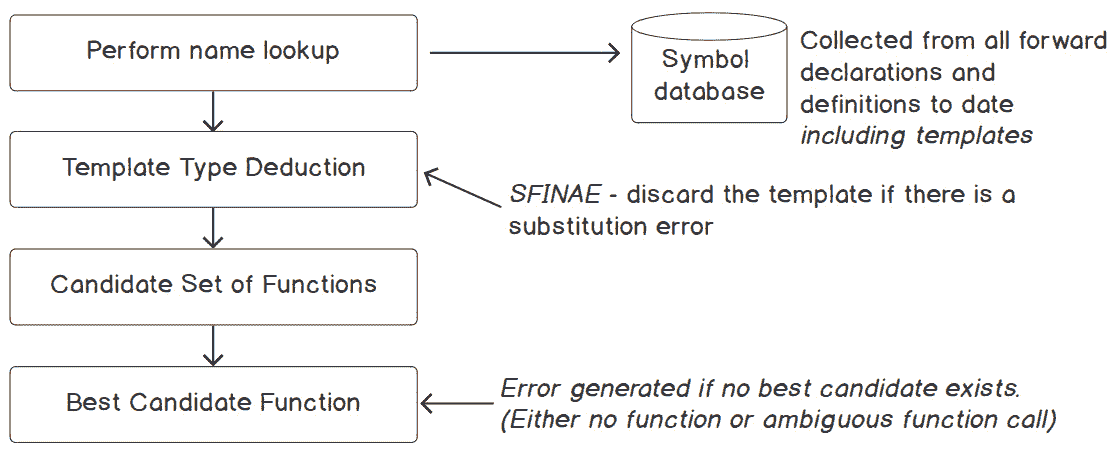 Perform name lookup
Symbol
database
Collected from all forward
declarations and
definitions to date
including templates
Template Type Deduction
SFINAE - discard the template if there is a
substitution error
Candidate Set of Functions
Best Candidate Function
Error generated if no best candidate exists.
(Either no function or ambiguous function call)